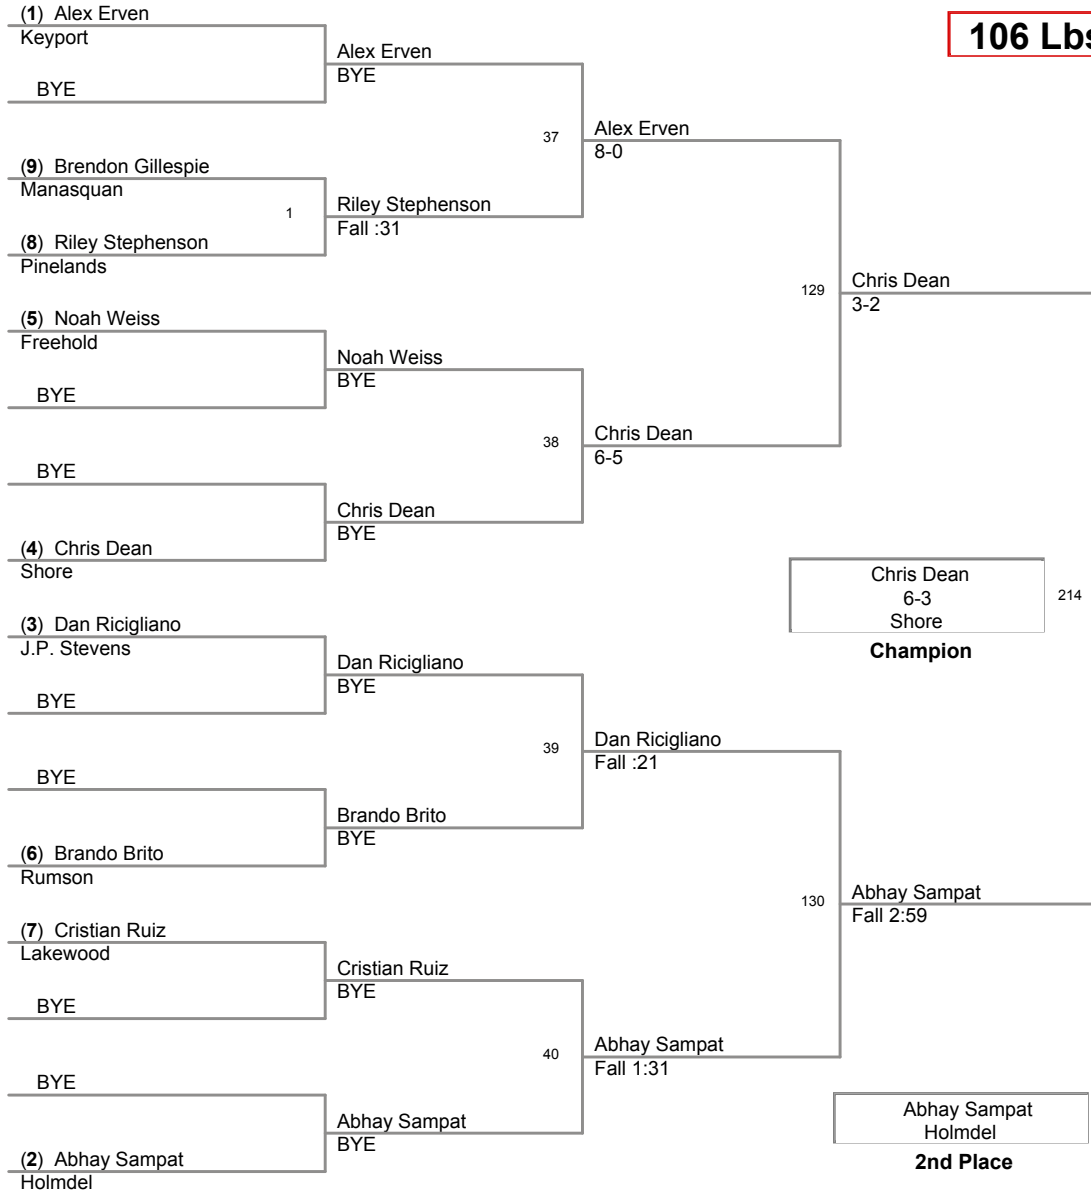 (1) Alex Erven
Keyport
106 Lbs
Alex Erven
BYE
BYE
37
Alex Erven
8-0
(9) Brendon Gillespie
Manasquan
1
Riley Stephenson
Fall :31
(8) Riley Stephenson
Pinelands
129
Chris Dean
3-2
(5) Noah Weiss
Freehold
Noah Weiss
BYE
BYE
38
Chris Dean
6-5
BYE
Chris Dean
BYE
(4) Chris Dean
Shore
Chris Dean
6-3
Shore
214
Champion
(3) Dan Ricigliano
J.P. Stevens
Dan Ricigliano
BYE
BYE
39
Dan Ricigliano
Fall :21
BYE
Brando Brito
BYE
(6) Brando Brito
Rumson
130
Abhay Sampat
Fall 2:59
(7) Cristian Ruiz
Lakewood
Cristian Ruiz
BYE
BYE
40
Abhay Sampat
Fall 1:31
BYE
Abhay Sampat
BYE
(2) Abhay Sampat
Holmdel
Abhay Sampat
Holmdel
2nd Place